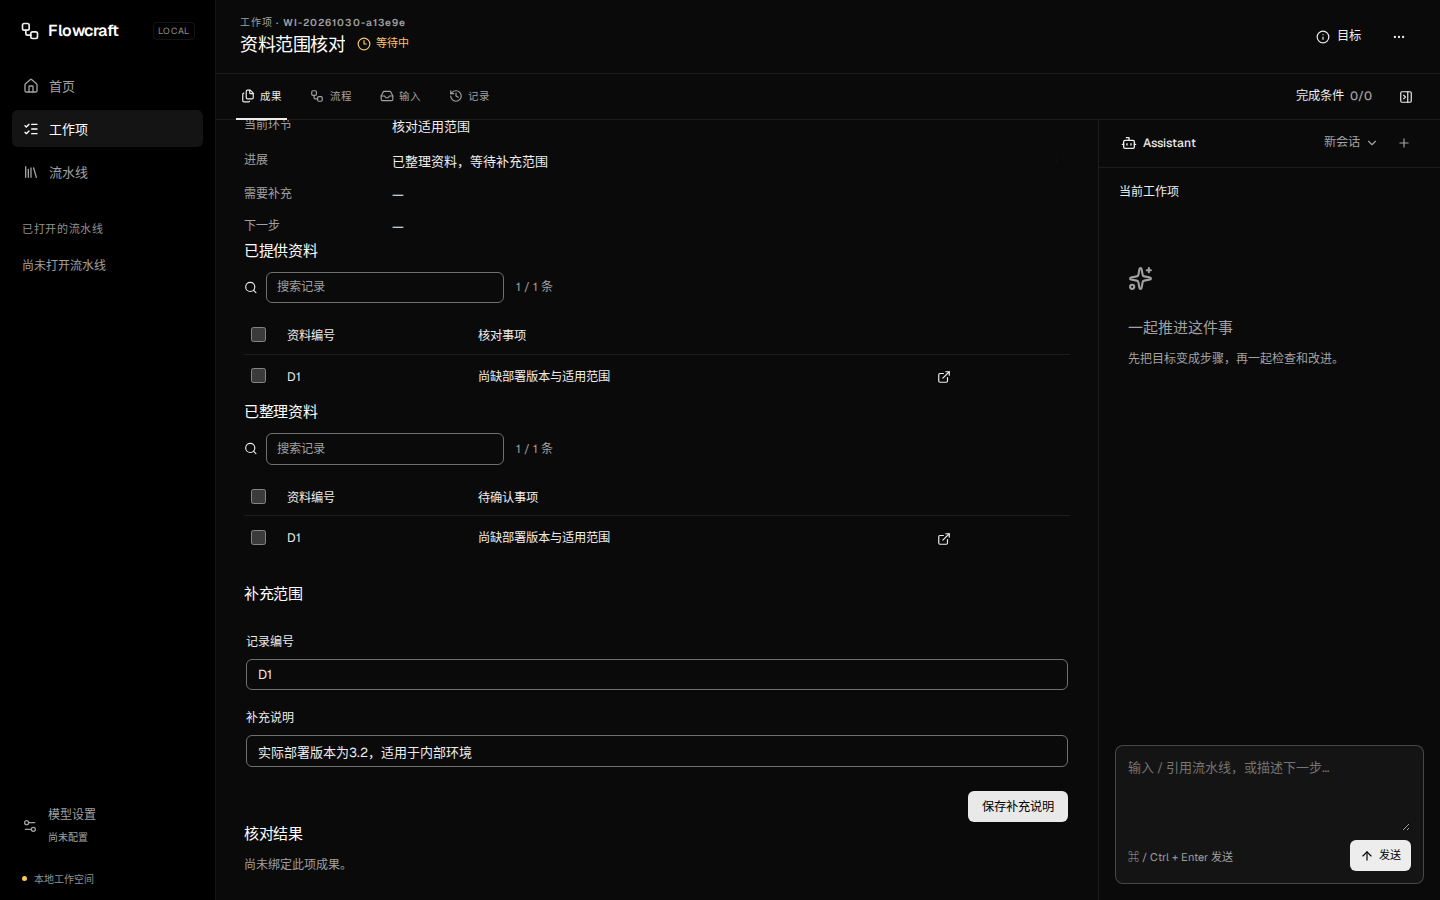 Flowcraft
LOCAL
首页
工作项
流水线
已打开的流水线
尚未打开流水线
模型设置
尚未配置
本地工作空间
工作项 · WI-20261030-a13e9e
资料范围核对
等待中
目标
成果
流程
输入
记录
完成条件 0/0
当前环节
核对适用范围
进展
已整理资料，等待补充范围
需要补充
—
下一步
—
已提供资料
搜索记录
1 / 1 条
资料编号
核对事项
D1
尚缺部署版本与适用范围
已整理资料
搜索记录
1 / 1 条
资料编号
待确认事项
D1
尚缺部署版本与适用范围
补充范围
记录编号
D1
补充说明
实际部署版本为3.2，适用于内部环境
保存补充说明
核对结果
尚未绑定此项成果。
Assistant
新会话
当前工作项
一起推进这件事
先把目标变成步骤，再一起检查和改进。
输入 / 引用流水线，或描述下一步…
⌘ / Ctrl + Enter 发送
发送